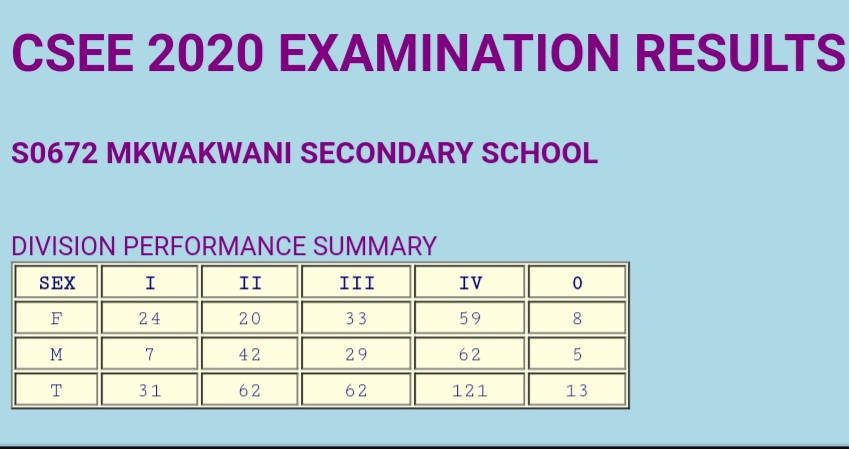 CSEE 2020 EXAMINATION RESULTS
S0672 MKWAKWANI SECONDARY SCHOOL
DIVISION PERFORMANCE SUMMARY
SEX I II III IV 0
F 24 20 33 59 8
M 7 42 29 62 5
T 31 62 62 121 13